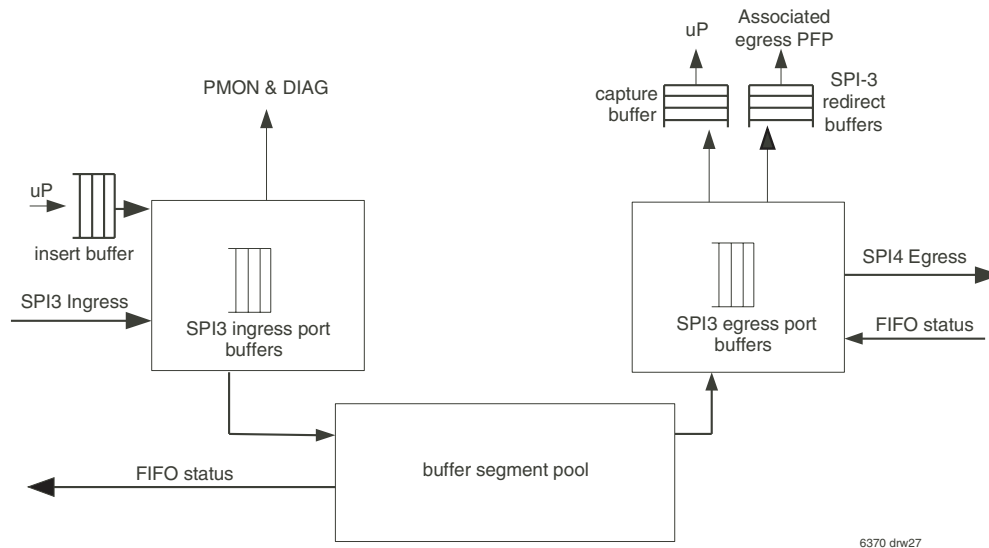 uP
Associated
egress PFP
PMON & DIAG
capture
buffer
SPI-3
redirect
buffers
uP
insert buffer
SPI3 Ingress
SPI3 ingress port
buffers
SPI4 Egress
SPI3 egress port
buffers
FIFO status
buffer segment pool
FIFO status
6370 drw27